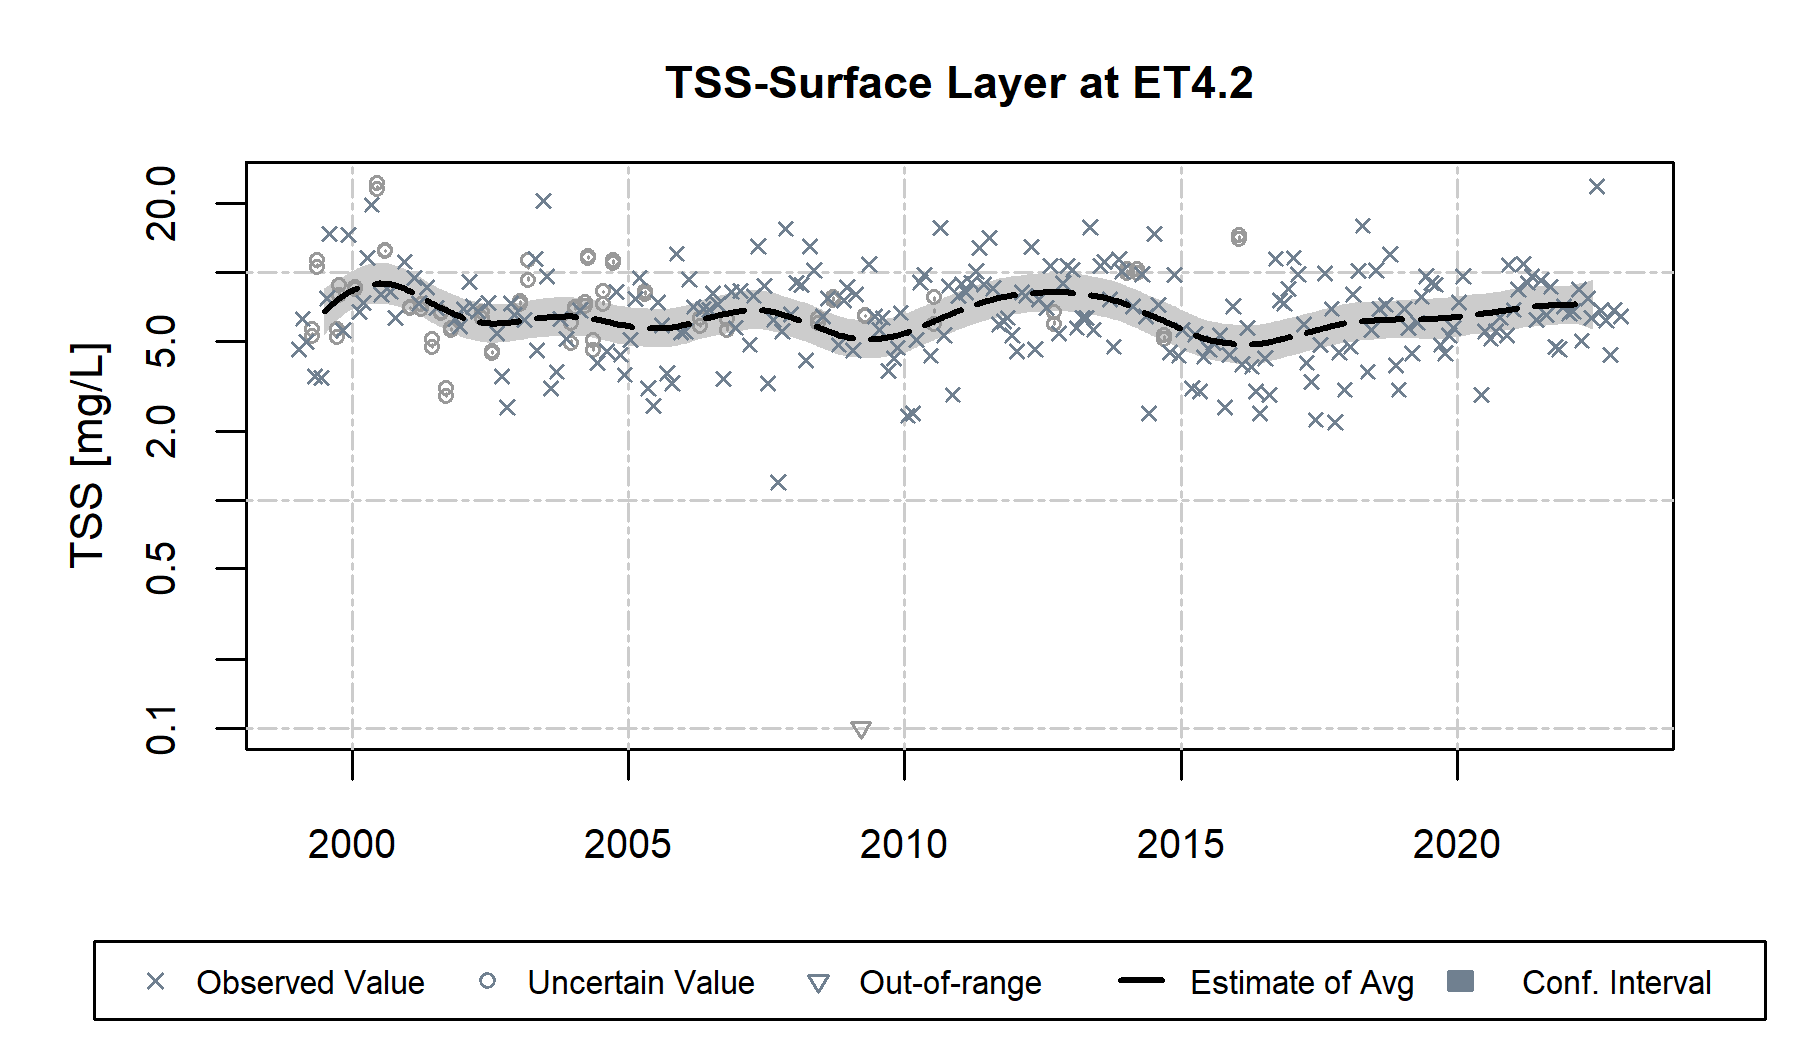 TSS-Surface Layer at ET4.2
TSS [mg/L]
20.0
5.0
2.0
0.5
0.1
2000 2005 2010 2015 2020
Observed Value Uncertain Value Out-of-range Estimate of Avg Conf. Interval